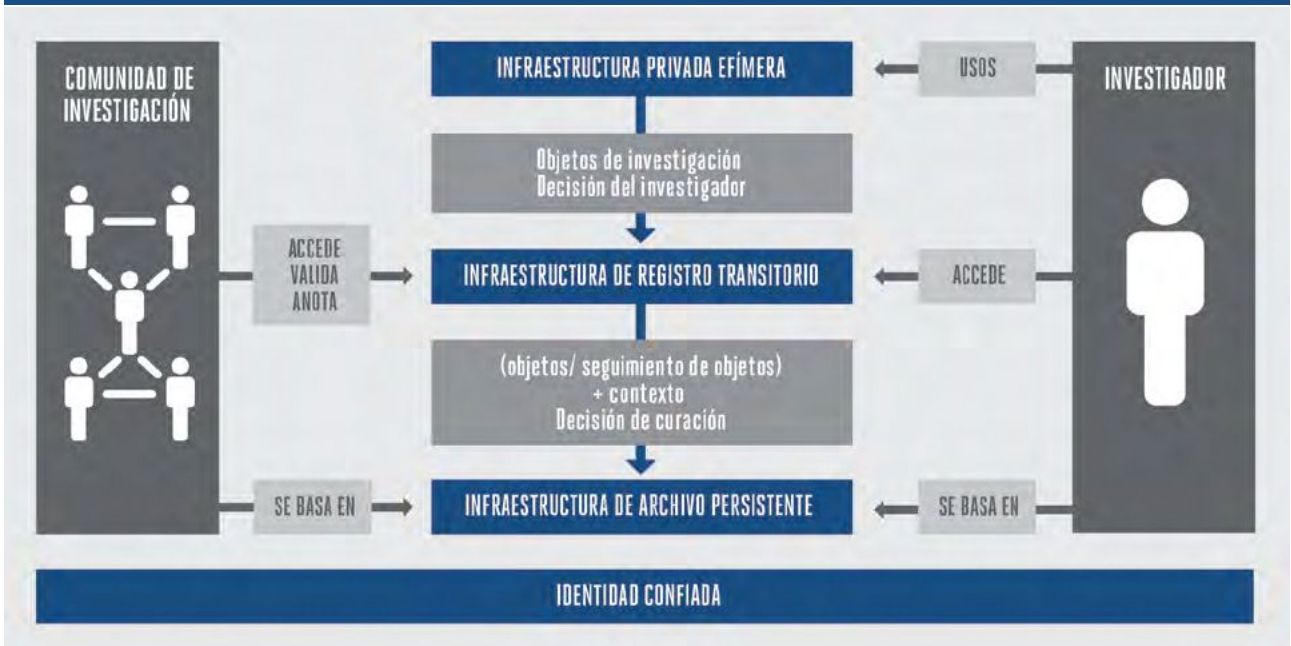 COMUNIDAD DE
INVESTIGACIÓN
INFRAESTRUCTURA PRIVADA EFÍMERA
USOS
INVESTIGADOR
Objetos de investigación
Decisión del investigador
ACCEDE
VALIDA
ANOTA
INFRAESTRUCTURA DE REGISTRO TRANSITORIO
ACCEDE
(objetos/ seguimiento de objetos)
+ contexto
Decisión de curación
SE BASA EN
INFRAESTRUCTURA DE ARCHIVO PERSISTENTE
SE BASA EN
IDENTIDAD CONFIADA